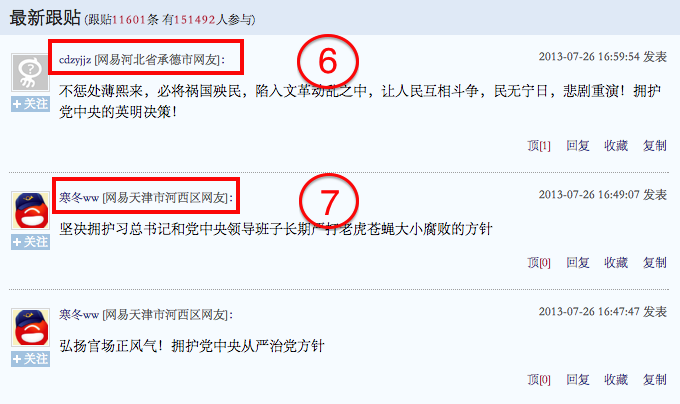 最新跟贴 (跟贴11601条 有151492人参与)
cdzyjjz [网易河北省承德市网友]: 6 2013-07-26 16:59:54 发表
不惩处薄熙来，必将祸国殃民，陷入文革动乱之中，让人民互相斗争，民无宁日，悲剧重演！拥护
党中央的英明决策！
+ 关注
顶[1] 回复 收藏 复制
寒冬ww [网易天津市河西区网友]: 7 2013-07-26 16:49:07 发表
坚决拥护习总书记和党中央领导班子长期严打老虎苍蝇大小腐败的方针
+ 关注
顶[0] 回复 收藏 复制
寒冬ww [网易天津市河西区网友]: 2013-07-26 16:47:47 发表
弘扬官场正风气！拥护党中央从严治党方针
+ 关注
顶[0] 回复 收藏 复制